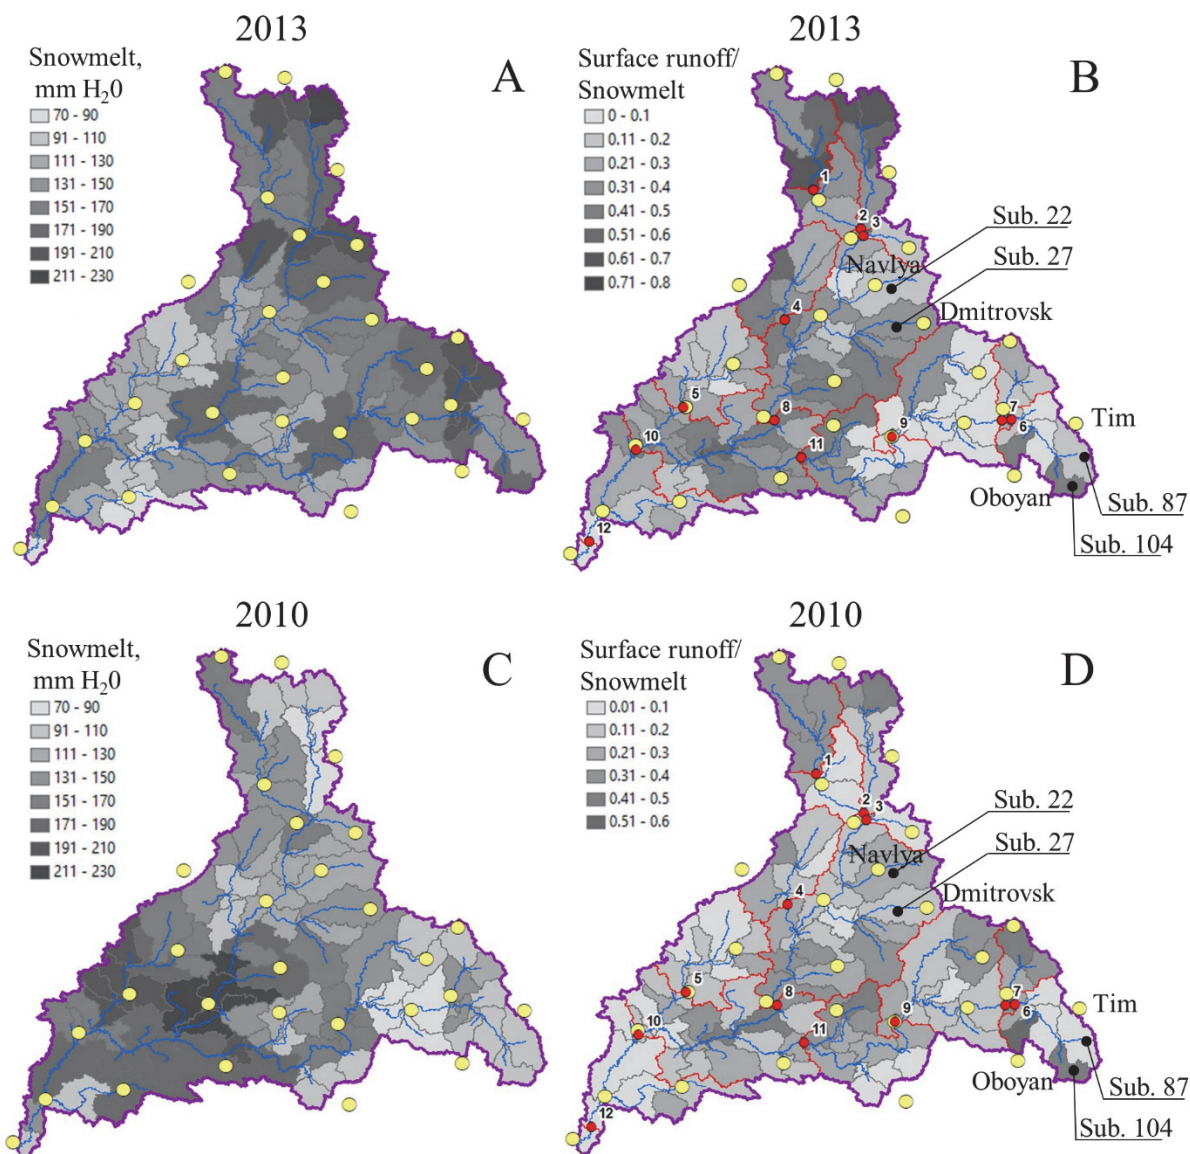 2013
Snowmelt,
mm H20
70 - 90
91 - 110
111 - 130
131 - 150
151 - 170
171 - 190
191 - 210
211 - 230
A
2013
Surface runoff/
Snowmelt
0 - 0.1
0.11 - 0.2
0.21 - 0.3
0.31 - 0.4
0.41 - 0.5
0.51 - 0.6
0.61 - 0.7
0.71 - 0.8
B
1
2
3
Sub. 22
Sub. 27
Navlya
Dmitrovsk
4
5
8
7
6
Tim
9
10
11
Oboyan
Sub. 87
Sub. 104
12
2010
Snowmelt,
mm H20
70 - 90
91 - 110
111 - 130
131 - 150
151 - 170
171 - 190
191 - 210
211 - 230
C
2010
Surface runoff/
Snowmelt
0.01 - 0.1
0.11 - 0.2
0.21 - 0.3
0.31 - 0.4
0.41 - 0.5
0.51 - 0.6
D
1
2
3
Sub. 22
Sub. 27
Navlya
Dmitrovsk
4
5
8
7
6
Tim
9
10
11
Oboyan
Sub. 87
Sub. 104
12